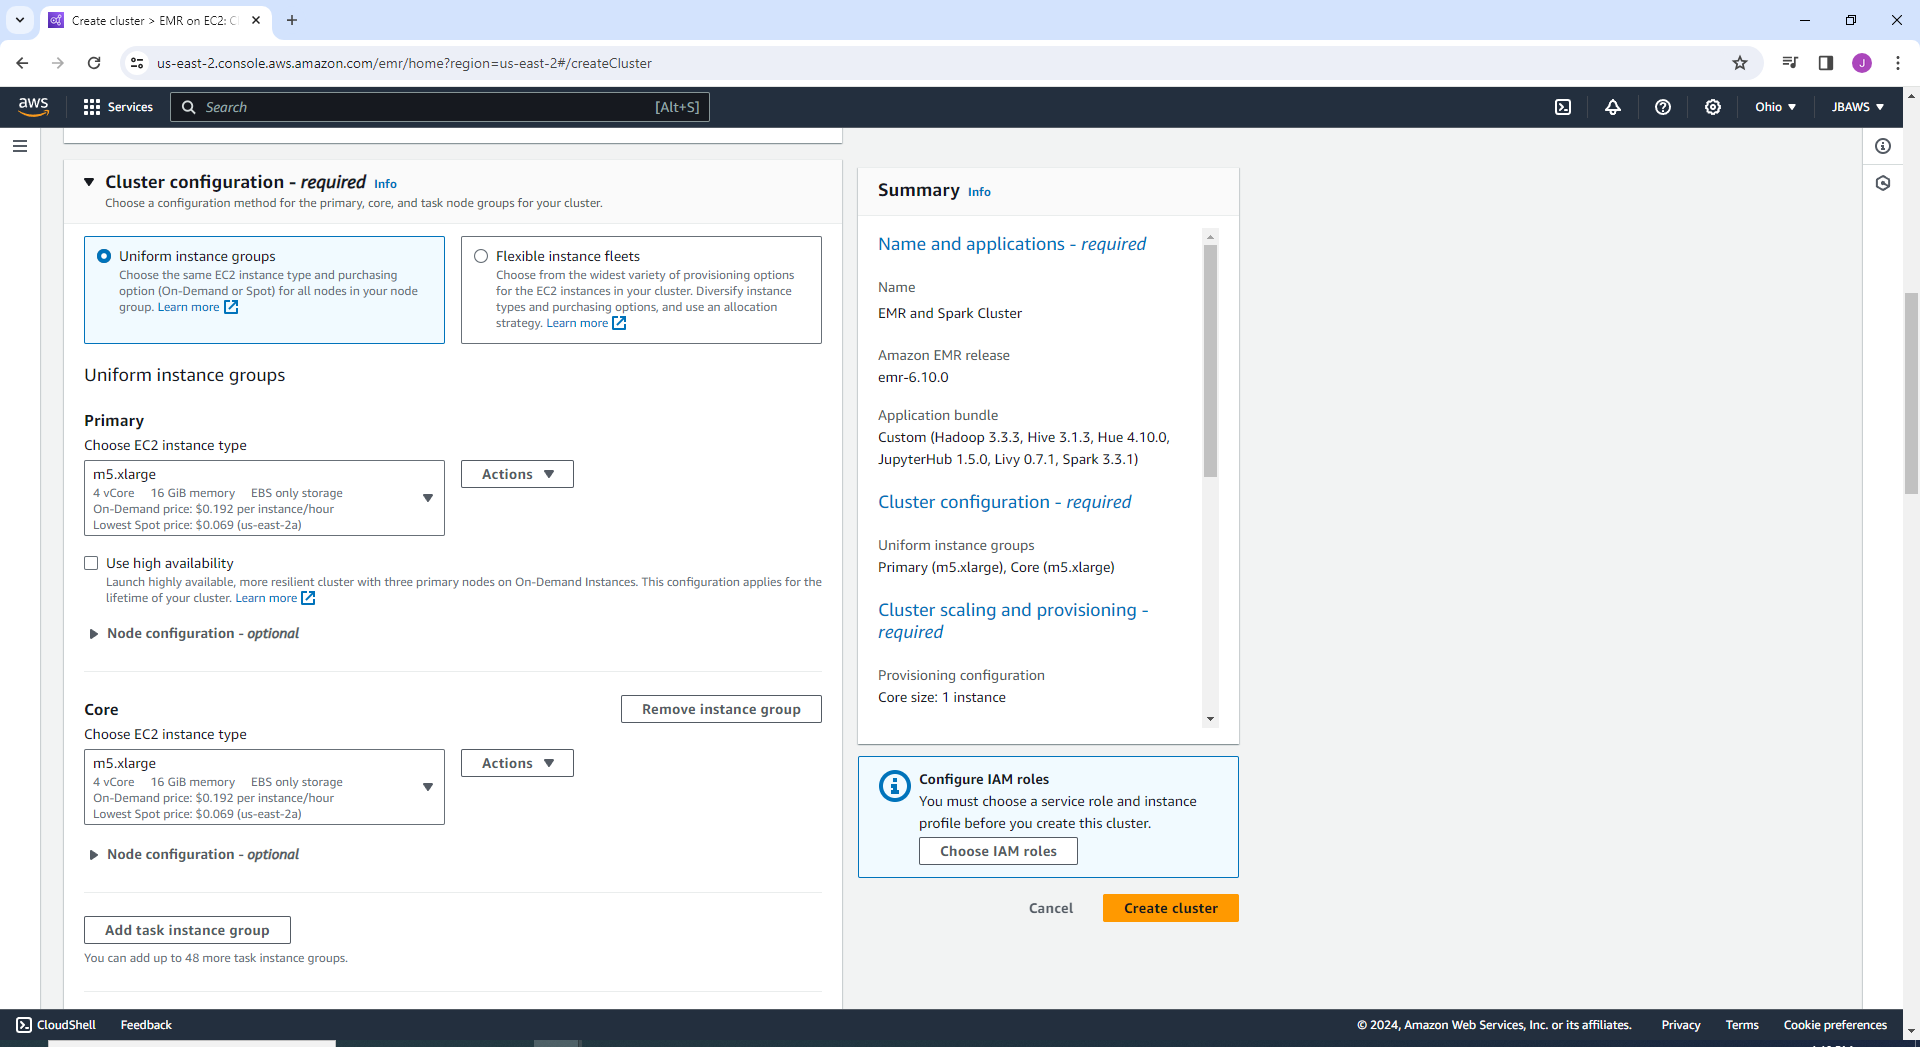 Create cluster > EMR on EC2: C
us-east-2.console.aws.amazon.com/emr/home?region=us-east-2#/createCluster
J
aws
Services
Search
[Alt+S]
Ohio
JBAWS
Cluster configuration - required Info
Choose a configuration method for the primary, core, and task node groups for your cluster.
Uniform instance groups
Choose the same EC2 instance type and purchasing
option (On-Demand or Spot) for all nodes in your node
group. Learn more
Flexible instance fleets
Choose from the widest variety of provisioning options
for the EC2 instances in your cluster. Diversify instance
types and purchasing options, and use an allocation
strategy. Learn more
Uniform instance groups
Primary
Choose EC2 instance type
m5.xlarge
4 vCore 16 GiB memory EBS only storage
On-Demand price: $0.192 per instance/hour
Lowest Spot price: $0.069 (us-east-2a)
Actions
Use high availability
Launch highly available, more resilient cluster with three primary nodes on On-Demand Instances. This configuration applies for the
lifetime of your cluster. Learn more
Node configuration - optional
Core
Remove instance group
Choose EC2 instance type
m5.xlarge
4 vCore 16 GiB memory EBS only storage
On-Demand price: $0.192 per instance/hour
Lowest Spot price: $0.069 (us-east-2a)
Actions
Node configuration - optional
Add task instance group
You can add up to 48 more task instance groups.
Summary Info
Name and applications - required
Name
EMR and Spark Cluster
Amazon EMR release
emr-6.10.0
Application bundle
Custom (Hadoop 3.3.3, Hive 3.1.3, Hue 4.10.0,
JupyterHub 1.5.0, Livy 0.7.1, Spark 3.3.1)
Cluster configuration - required
Uniform instance groups
Primary (m5.xlarge), Core (m5.xlarge)
Cluster scaling and provisioning -
required
Provisioning configuration
Core size: 1 instance
Configure IAM roles
You must choose a service role and instance
profile before you create this cluster.
Choose IAM roles
Cancel
Create cluster
CloudShell
Feedback
© 2024, Amazon Web Services, Inc. or its affiliates.
Privacy
Terms
Cookie preferences